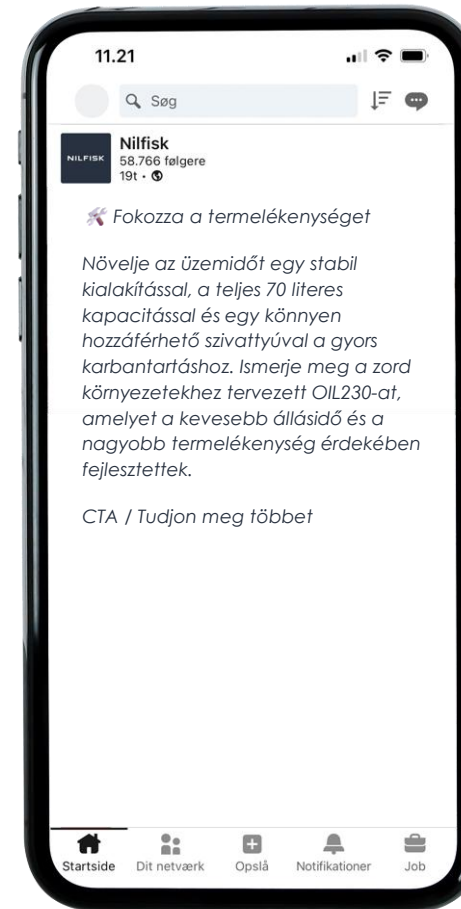 11.21
Søg
NILFISK
Nilfisk
58.766 følgere
19t •
🛠 Fokozza a termelékenységet
Növelje az üzemidőt egy stabil
kialakítással, a teljes 70 literes
kapacitással és egy könnyen
hozzáférhető szivattyúval a gyors
karbantartáshoz. Ismerje meg a zord
környezetekhez tervezett OIL230-at,
amelyet a kevesebb állásidő és a
nagyobb termelékenység érdekében
fejlesztettek.
CTA / Tudjon meg többet
Startside
Dit netværk
Opslå
Notifikationer
Job